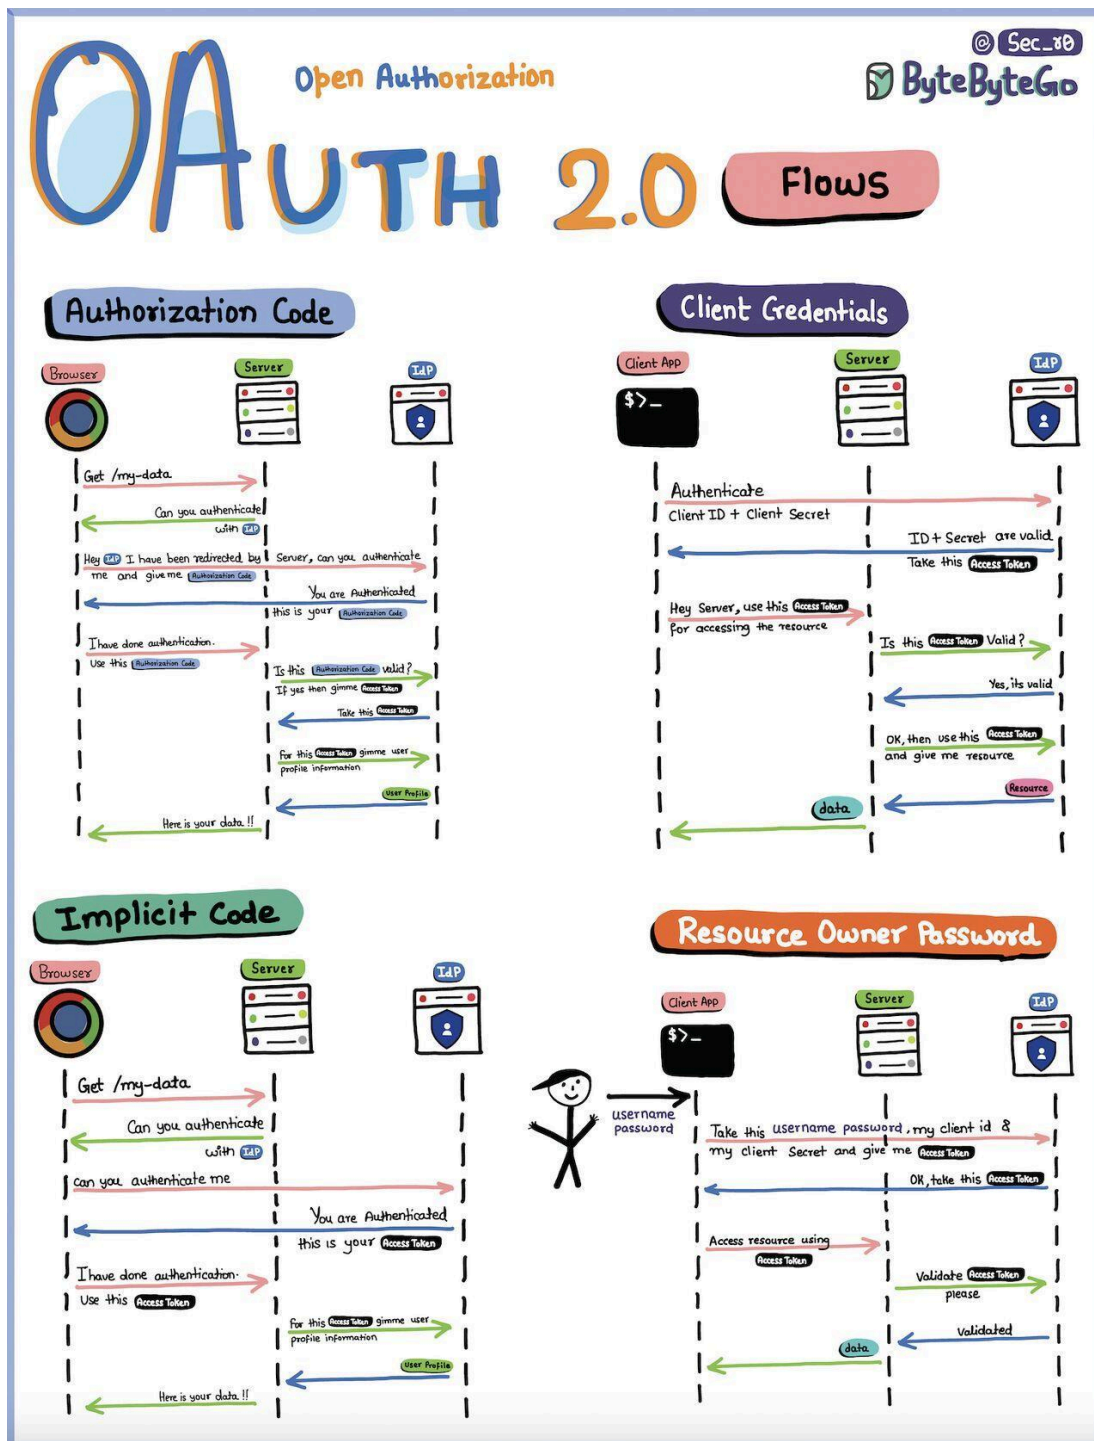 @ Sec_r0
ByteByteGo
Open Authorization
OAUTH 2.0 Flows
Authorization Code
Browser
Server
IdP
Get /my-data
Can you authenticate
with IdP
Hey IdP I have been redirected by Server, can you authenticate
me and give me Authorization Code
You are Authenticated
this is your Authorization Code
I have done authentication.
Use this Authorization Code
Is this Authorization Code valid?
If yes then gimme Access Token
Take this Access Token
For this Access Token gimme user
profile information
User Profile
Here is your data !!
Client Credentials
Client App
Server
IdP
$>_
Authenticate
Client ID + Client Secret
ID + Secret are valid
Take this Access Token
Hey Server, use this Access Token
for accessing the resource
Is this Access Token Valid?
Yes, its valid
OK, then use this Access Token
and give me resource
Resource
data
Implicit Code
Browser
Server
IdP
Get /my-data
Can you authenticate
with IdP
can you authenticate me
You are Authenticated
this is your Access Token
I have done authentication.
Use this Access Token
For this Access Token gimme user
profile information
User Profile
Here is your data !!
Resource Owner Password
Client App
Server
IdP
$>_
username
password
Take this username password, my client id &
my client Secret and give me Access Token
OK, take this Access Token
Access resource using
Access Token
Validate Access Token
please
Validated
data